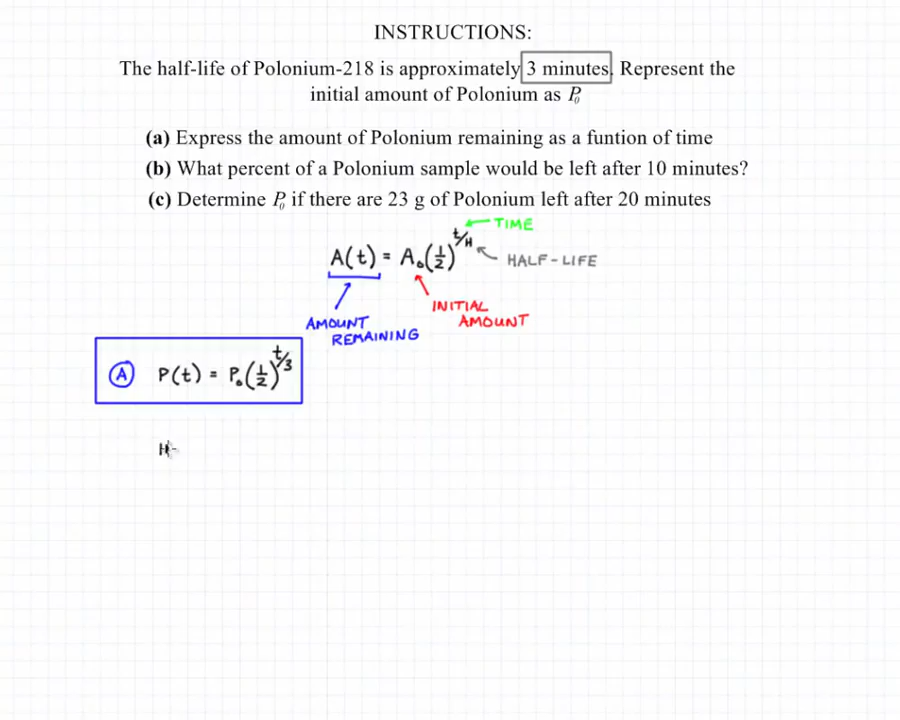 INSTRUCTIONS:
The half-life of Polonium-218 is approximately 3 minutes. Represent the
initial amount of Polonium as P₀
(a) Express the amount of Polonium remaining as a funtion of time
(b) What percent of a Polonium sample would be left after 10 minutes?
(c) Determine P₀ if there are 23 g of Polonium left after 20 minutes
TIME
A(t) = A₀(1/2)^(t/H)
HALF-LIFE
INITIAL
AMOUNT
AMOUNT
REMAINING
Ⓐ P(t) = P₀(1/2)^(t/3)